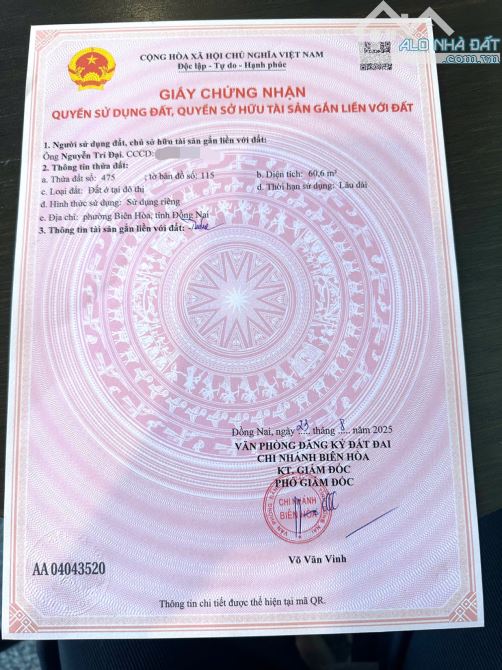 ALO NHÀ ĐẤT
.com.vn
CỘNG HÒA XÃ HỘI CHỦ NGHĨA VIỆT NAM
Độc lập - Tự do - Hạnh phúc
GIẤY CHỨNG NHẬN
QUYỀN SỬ DỤNG ĐẤT, QUYỀN SỞ HỮU TÀI SẢN GẮN LIỀN VỚI ĐẤT
1. Người sử dụng đất, chủ sở hữu tài sản gắn liền với đất:
Ông Nguyễn Trí Đại, CCCD:
2. Thông tin thửa đất:
a. Thửa đất số: 475 ; tờ bản đồ số: 115 b. Diện tích: 60,6 m²
c. Loại đất: Đất ở tại đô thị d. Thời hạn sử dụng: Lâu dài
đ. Hình thức sử dụng: Sử dụng riêng
e. Địa chỉ: phường Biên Hòa, tỉnh Đồng Nai
3. Thông tin tài sản gắn liền với đất:
Đồng Nai, ngày 23 tháng 8 năm 2025
VĂN PHÒNG ĐĂNG KÝ ĐẤT ĐAI
CHI NHÁNH BIÊN HÒA
KT. GIÁM ĐỐC
PHÓ GIÁM ĐỐC
CHI NHÁNH
BIÊN HÒA
Võ Văn Vinh
AA 04043520
Thông tin chi tiết được thể hiện tại mã QR.